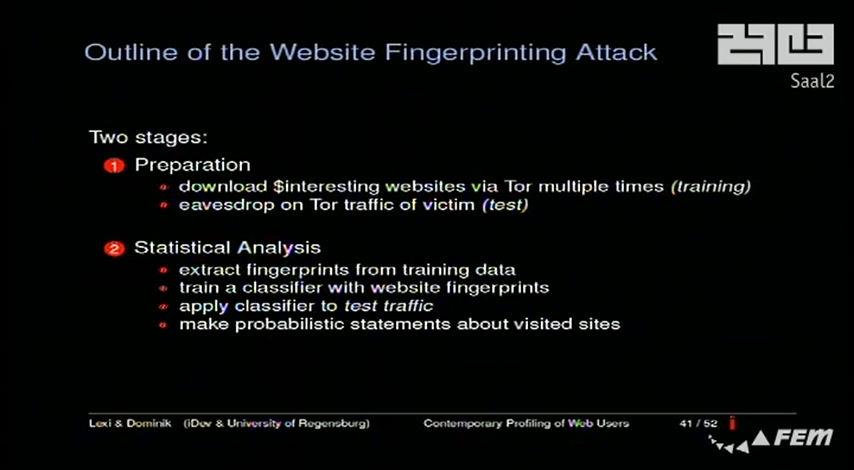 Outline of the Website Fingerprinting Attack
27C3
Saal2
Two stages:
1 Preparation
download $interesting websites via Tor multiple times (training)
eavesdrop on Tor traffic of victim (test)
2 Statistical Analysis
extract fingerprints from training data
train a classifier with website fingerprints
apply classifier to test traffic
make probabilistic statements about visited sites
Lexi & Dominik (iDev & University of Regensburg) Contemporary Profiling of Web Users 41 / 52
FEM